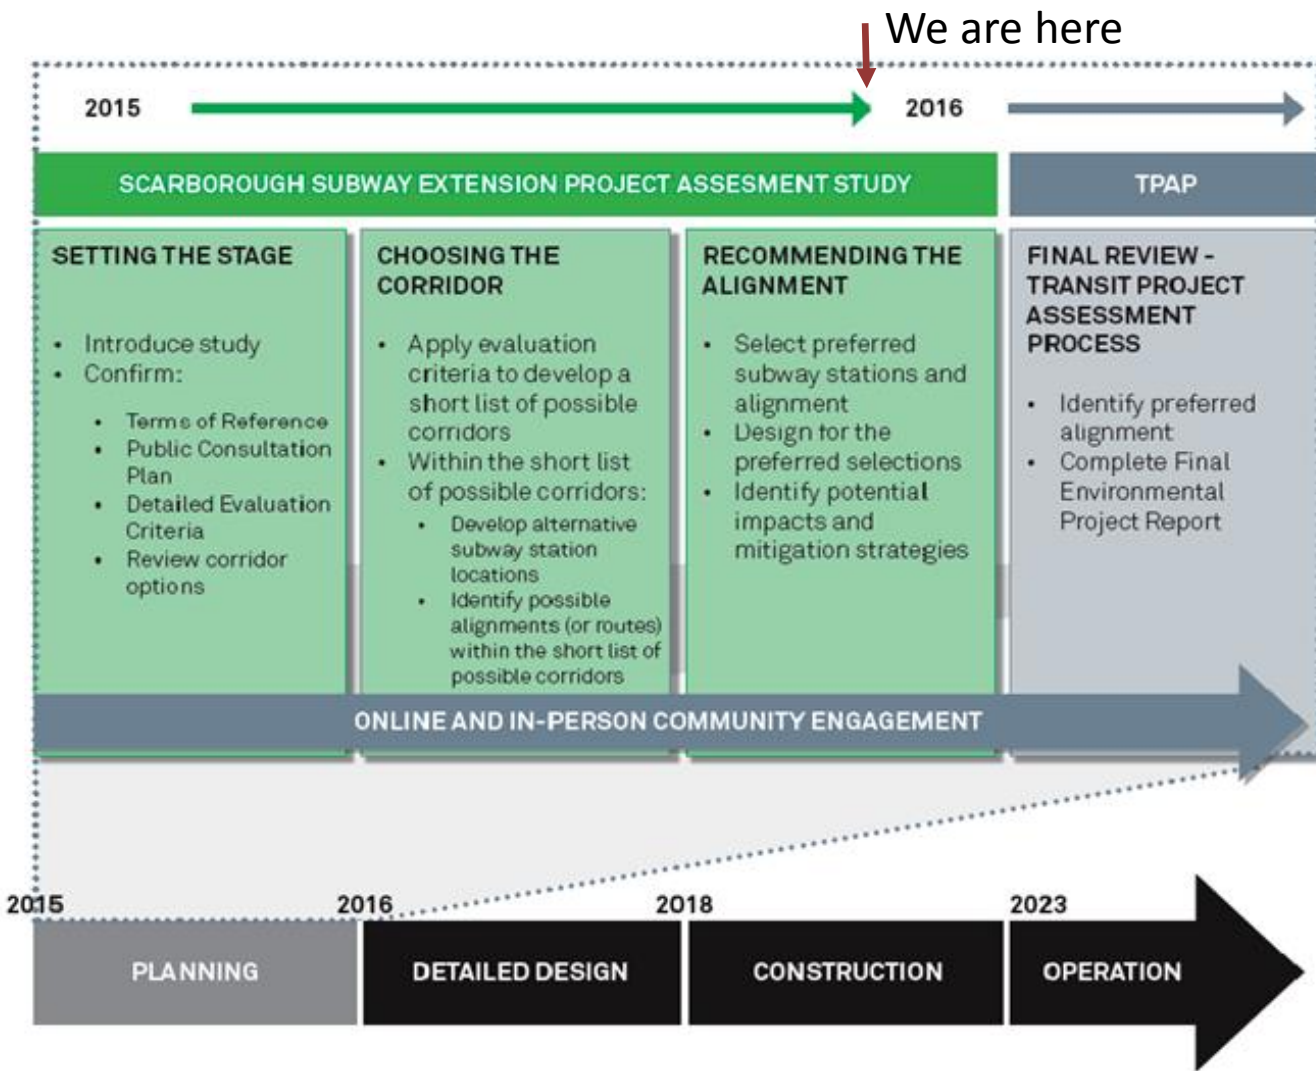 We are here
2015
2016
SCARBOROUGH SUBWAY EXTENSION PROJECT ASSESMENT STUDY
TPAP
SETTING THE STAGE
• Introduce study
• Confirm:
• Terms of Reference
• Public Consultation
Plan
• Detailed Evaluation
Criteria
• Review corridor
options
CHOOSING THE
CORRIDOR
• Apply evaluation
criteria to develop a
short list of possible
corridors
• Within the short list
of possible corridors:
• Develop alternative
subway station
locations
• Identify possible
alignments (or routes)
within the short list of
possible corridors
RECOMMENDING THE
ALIGNMENT
• Select preferred
subway stations and
alignment
• Design for the
preferred selections
• Identify potential
impacts and
mitigation strategies
FINAL REVIEW -
TRANSIT PROJECT
ASSESSMENT
PROCESS
• Identify preferred
alignment
• Complete Final
Environmental
Project Report
ONLINE AND IN-PERSON COMMUNITY ENGAGEMENT
2015
2016
2018
2023
PLANNING
DETAILED DESIGN
CONSTRUCTION
OPERATION